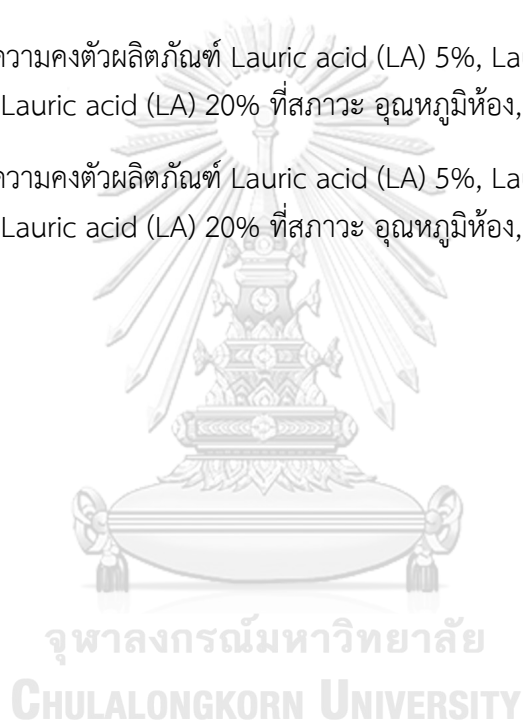 ความคงตัวผลิตภัณฑ์ Lauric acid (LA) 5%, La
Lauric acid (LA) 20% ที่สภาวะ อุณหภูมิห้อง,
ความคงตัวผลิตภัณฑ์ Lauric acid (LA) 5%, La
Lauric acid (LA) 20% ที่สภาวะ อุณหภูมิห้อง,
จุฬาลงกรณ์มหาวิทยาลัย
CHULALONGKORN UNIVERSITY